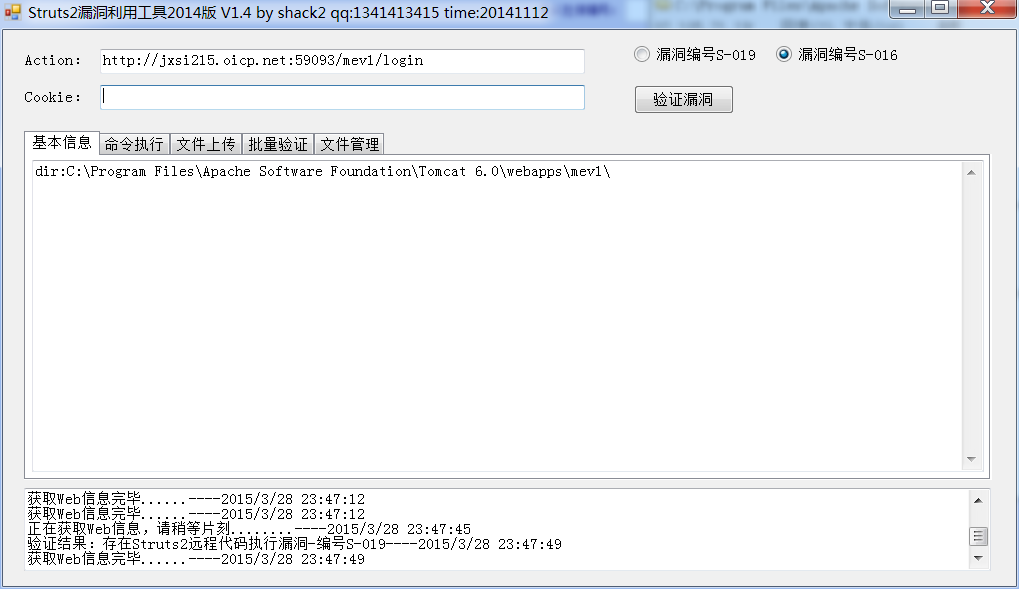 Struts2漏洞利用工具2014版 V1.4 by shack2 qq:1341413415 time:20141112
Action: http://jxsi215.oicp.net:59093/mev1/login 漏洞编号S-019 漏洞编号S-016
Cookie: 验证漏洞
基本信息 命令执行 文件上传 批量验证 文件管理
dir:C:\Program Files\Apache Software Foundation\Tomcat 6.0\webapps\mev1\
获取Web信息完毕......----2015/3/28 23:47:12
获取Web信息完毕......----2015/3/28 23:47:12
正在获取Web信息,请稍等片刻........----2015/3/28 23:47:45
验证结果:存在Struts2远程代码执行漏洞-编号S-019----2015/3/28 23:47:49
获取Web信息完毕......----2015/3/28 23:47:49